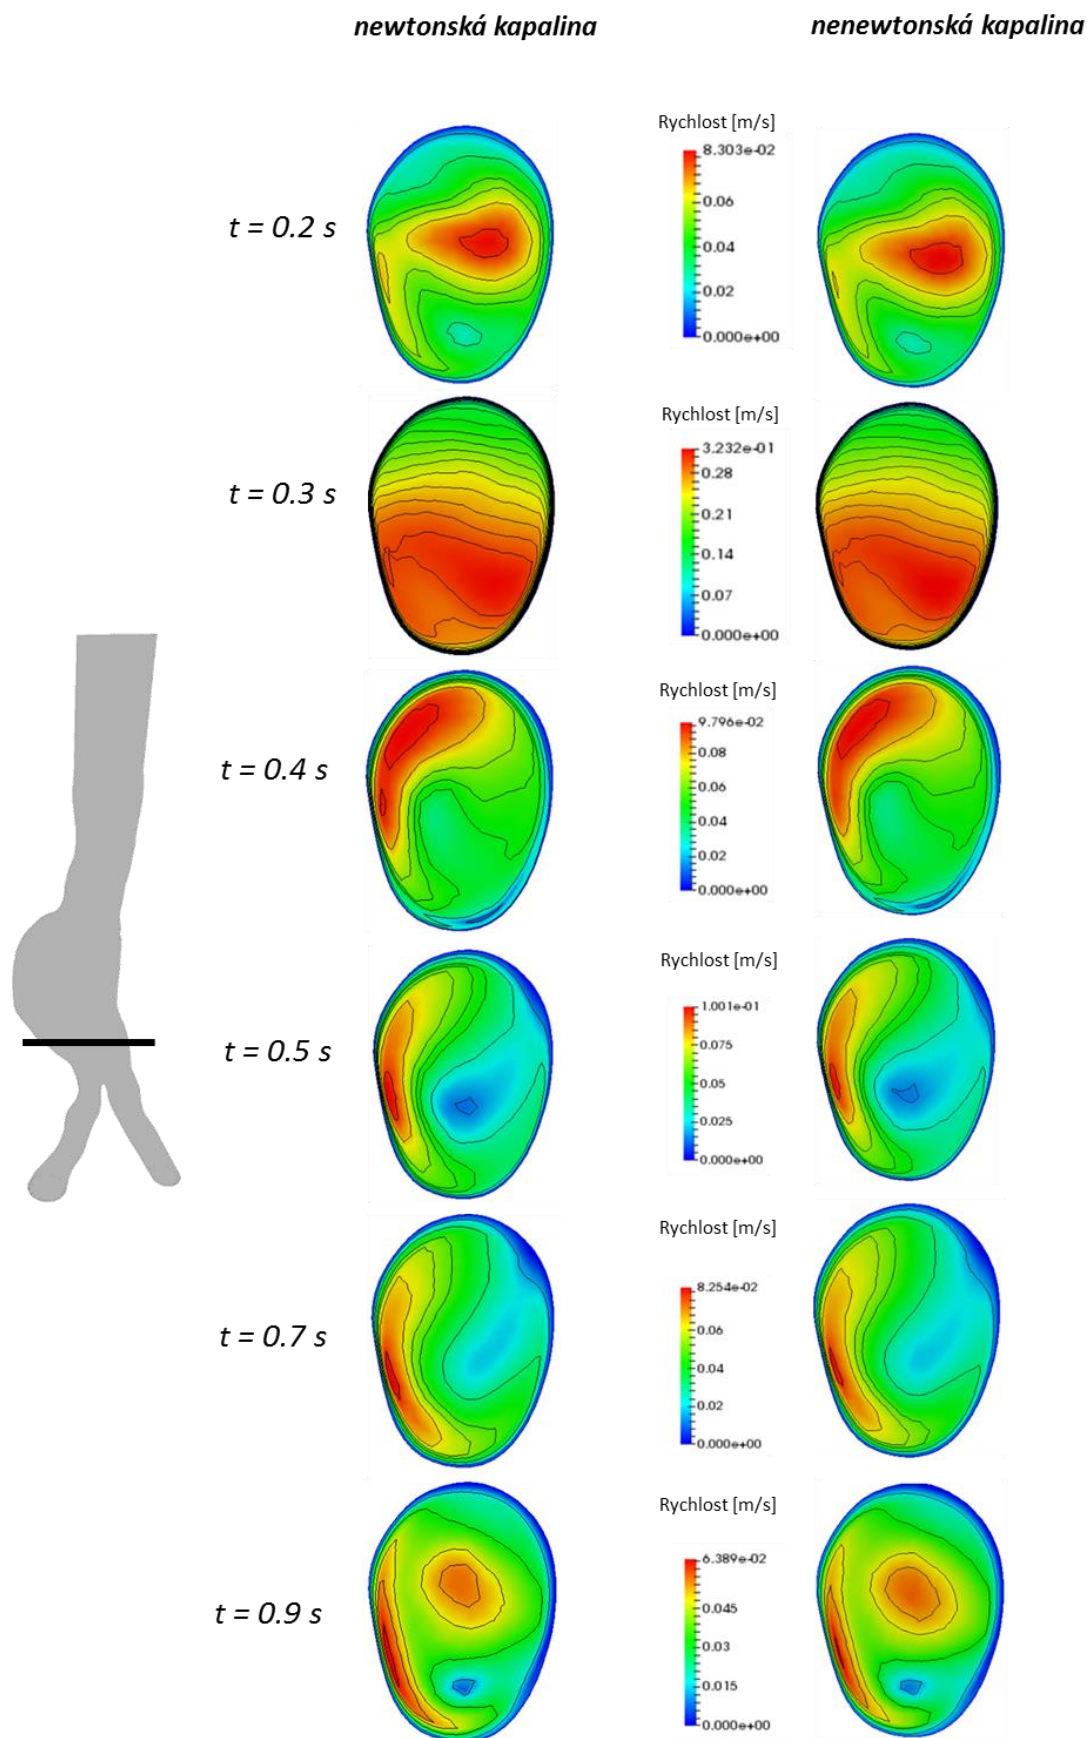 newtonská kapalina
nenewtonská kapalina
t = 0.2 s
Rychlost [m/s]
8.303e-02
0.06
0.04
0.02
0.000e+00
t = 0.3 s
Rychlost [m/s]
3.232e-01
0.28
0.21
0.14
0.07
0.000e+00
t = 0.4 s
Rychlost [m/s]
9.796e-02
0.08
0.06
0.04
0.02
0.000e+00
t = 0.5 s
Rychlost [m/s]
1.001e-01
0.075
0.05
0.025
0.000e+00
t = 0.7 s
Rychlost [m/s]
8.254e-02
0.06
0.04
0.02
0.000e+00
t = 0.9 s
Rychlost [m/s]
6.389e-02
0.045
0.03
0.015
0.000e+00